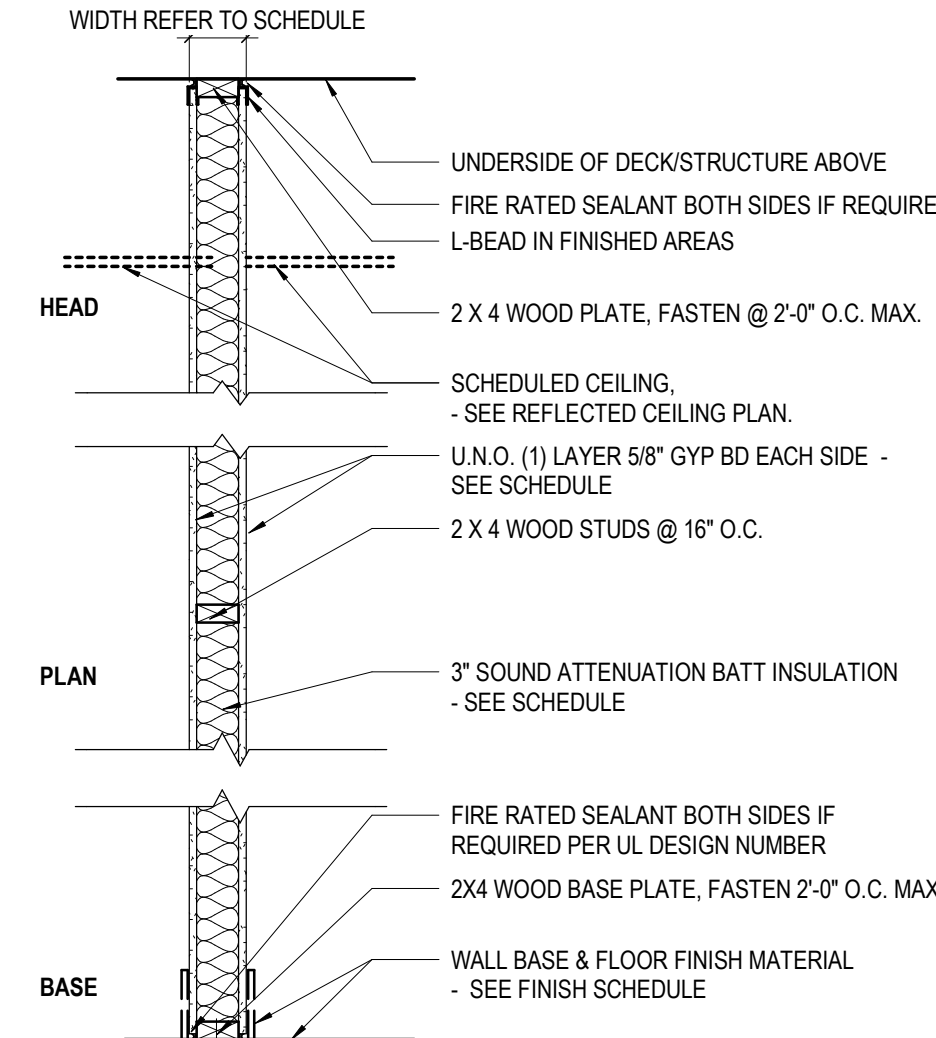 WIDTH REFER TO SCHEDULE
UNDERSIDE OF DECK/STRUCTURE ABOVE
FIRE RATED SEALANT BOTH SIDES IF REQUIRE
L-BEAD IN FINISHED AREAS
HEAD
2 X 4 WOOD PLATE, FASTEN @ 2'-0" O.C. MAX.
SCHEDULED CEILING,
- SEE REFLECTED CEILING PLAN.
U.N.O. (1) LAYER 5/8" GYP BD EACH SIDE -
SEE SCHEDULE
2 X 4 WOOD STUDS @ 16" O.C.
PLAN
3" SOUND ATTENUATION BATT INSULATION
- SEE SCHEDULE
FIRE RATED SEALANT BOTH SIDES IF
REQUIRED PER UL DESIGN NUMBER
2X4 WOOD BASE PLATE, FASTEN 2'-0" O.C. MAX
BASE
WALL BASE & FLOOR FINISH MATERIAL
- SEE FINISH SCHEDULE